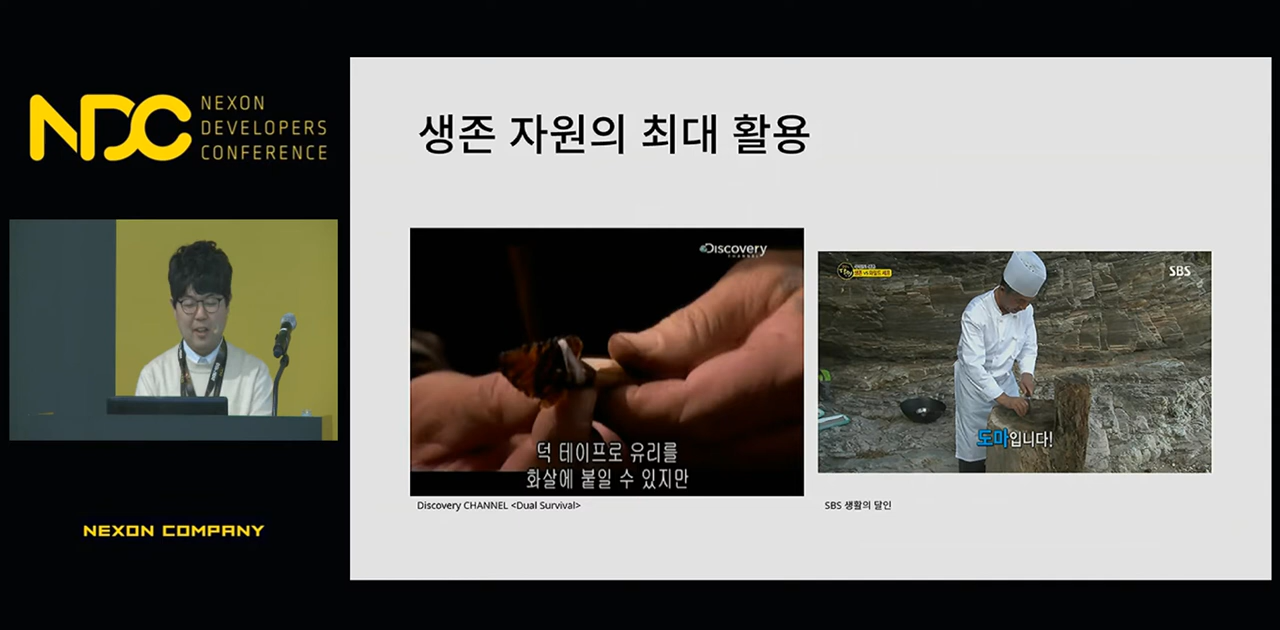 NDC
NEXON
DEVELOPERS
CONFERENCE
생존 자원의 최대 활용
Discovery
CHANNEL
덕 테이프로 유리를
화살에 붙일 수 있지만
Discovery CHANNEL <Dual Survival>
SBS
도마입니다!
SBS 생활의 달인
NEXON COMPANY